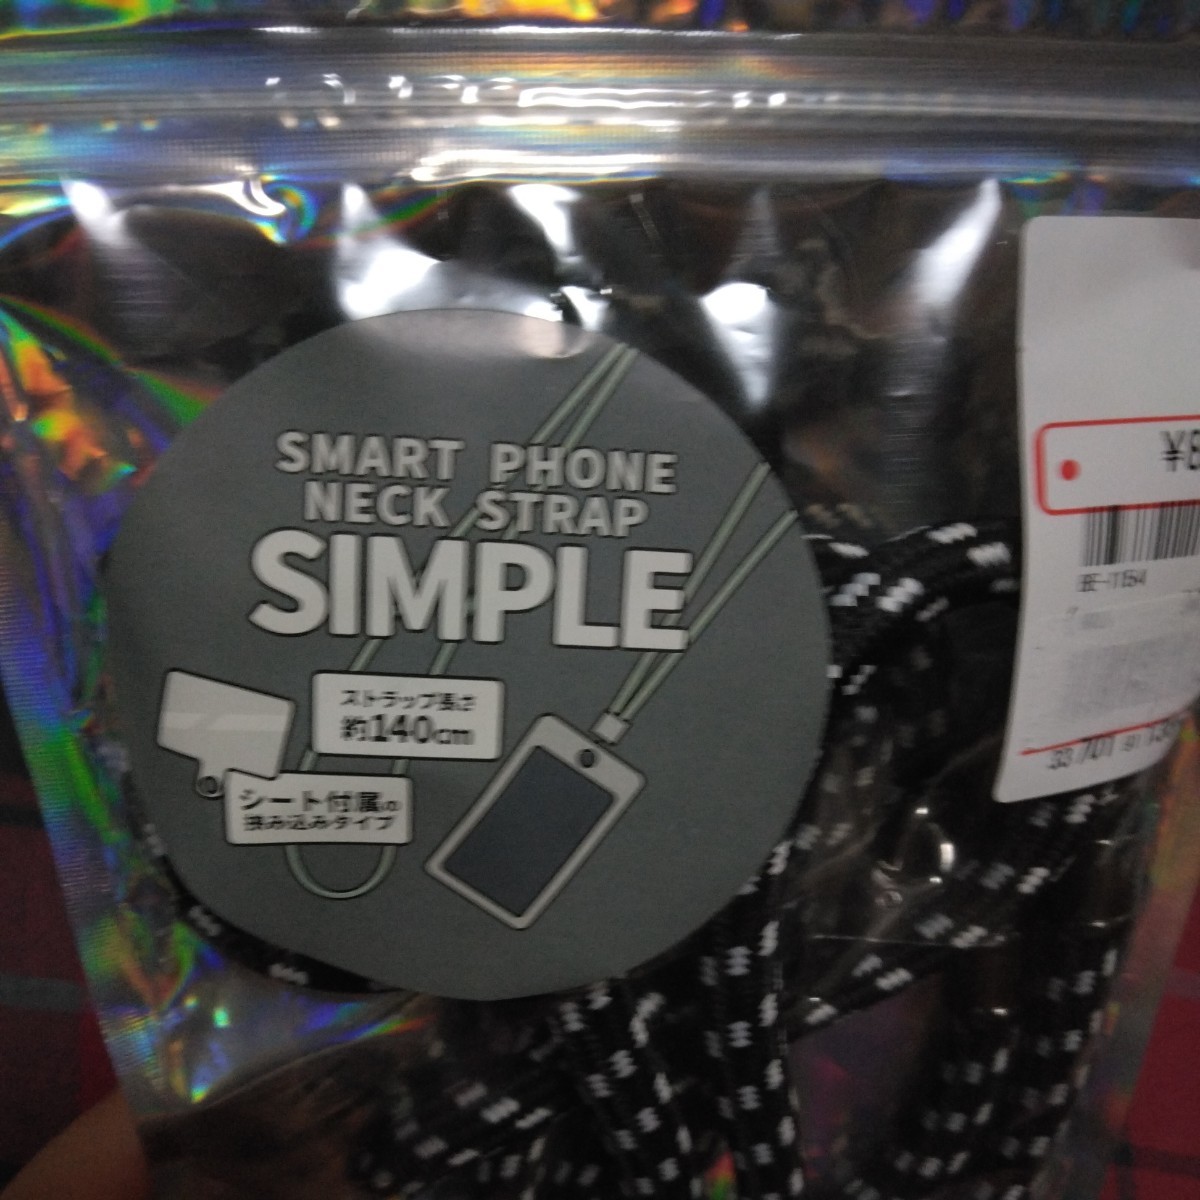 SMART PHONE
NECK STRAP
SIMPLE
ストラップ長さ
約140cm
シート付属の
挟み込みタイプ